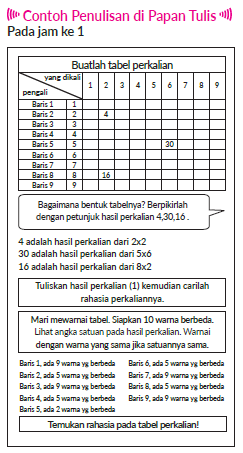 Contoh Penulisan di Papan Tulis
Pada jam ke 1
Buatlah tabel perkalian
yang dikali 1 2 3 4 5 6 7 8 9
pengali
Baris 1 1
Baris 2 2 4
Baris 3 3
Baris 4 4
Baris 5 5 30
Baris 6 6
Baris 7 7
Baris 8 8 16
Baris 9 9
Bagaimana bentuk tabelnya? Berpikirlah
dengan petunjuk hasil perkalian 4,30,16 .
4 adalah hasil perkalian dari 2x2
30 adalah hasil perkalian dari 5x6
16 adalah hasil perkalian dari 8x2
Tuliskan hasil perkalian (1) kemudian carilah
rahasia perkaliannya.
Mari mewarnai tabel. Siapkan 10 warna berbeda.
Lihat angka satuan pada hasil perkalian. Warnai
dengan warna yang sama jika satuannya sama.
Baris 1, ada 9 warna yg berbeda Baris 6, ada 5 warna yg berbeda
Baris 2, ada 5 warna yg berbeda Baris 7, ada 9 warna yg berbeda
Baris 3, ada 9 warna yg berbeda Baris 8, ada 5 warna yg berbeda
Baris 4, ada 5 warna yg berbeda Baris 9, ada 9 warna yg berbeda
Baris 5, ada 2 warna yg berbeda
Temukan rahasia pada tabel perkalian!